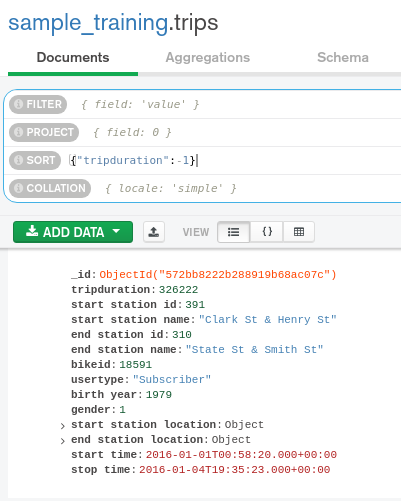 sample_training.trips
Documents Aggregations Schema
FILTER { field: 'value' }
PROJECT { field: 0 }
SORT {"tripduration":-1}
COLLATION { locale: 'simple' }
ADD DATA VIEW {}
_id: ObjectId("572bb8222b288919b68ac07c")
tripduration: 326222
start station id: 391
start station name: "Clark St & Henry St"
end station id: 310
end station name: "State St & Smith St"
bikeid: 18591
usertype: "Subscriber"
birth year: 1979
gender: 1
start station location: Object
end station location: Object
start time: 2016-01-01T00:58:20.000+00:00
stop time: 2016-01-04T19:35:23.000+00:00